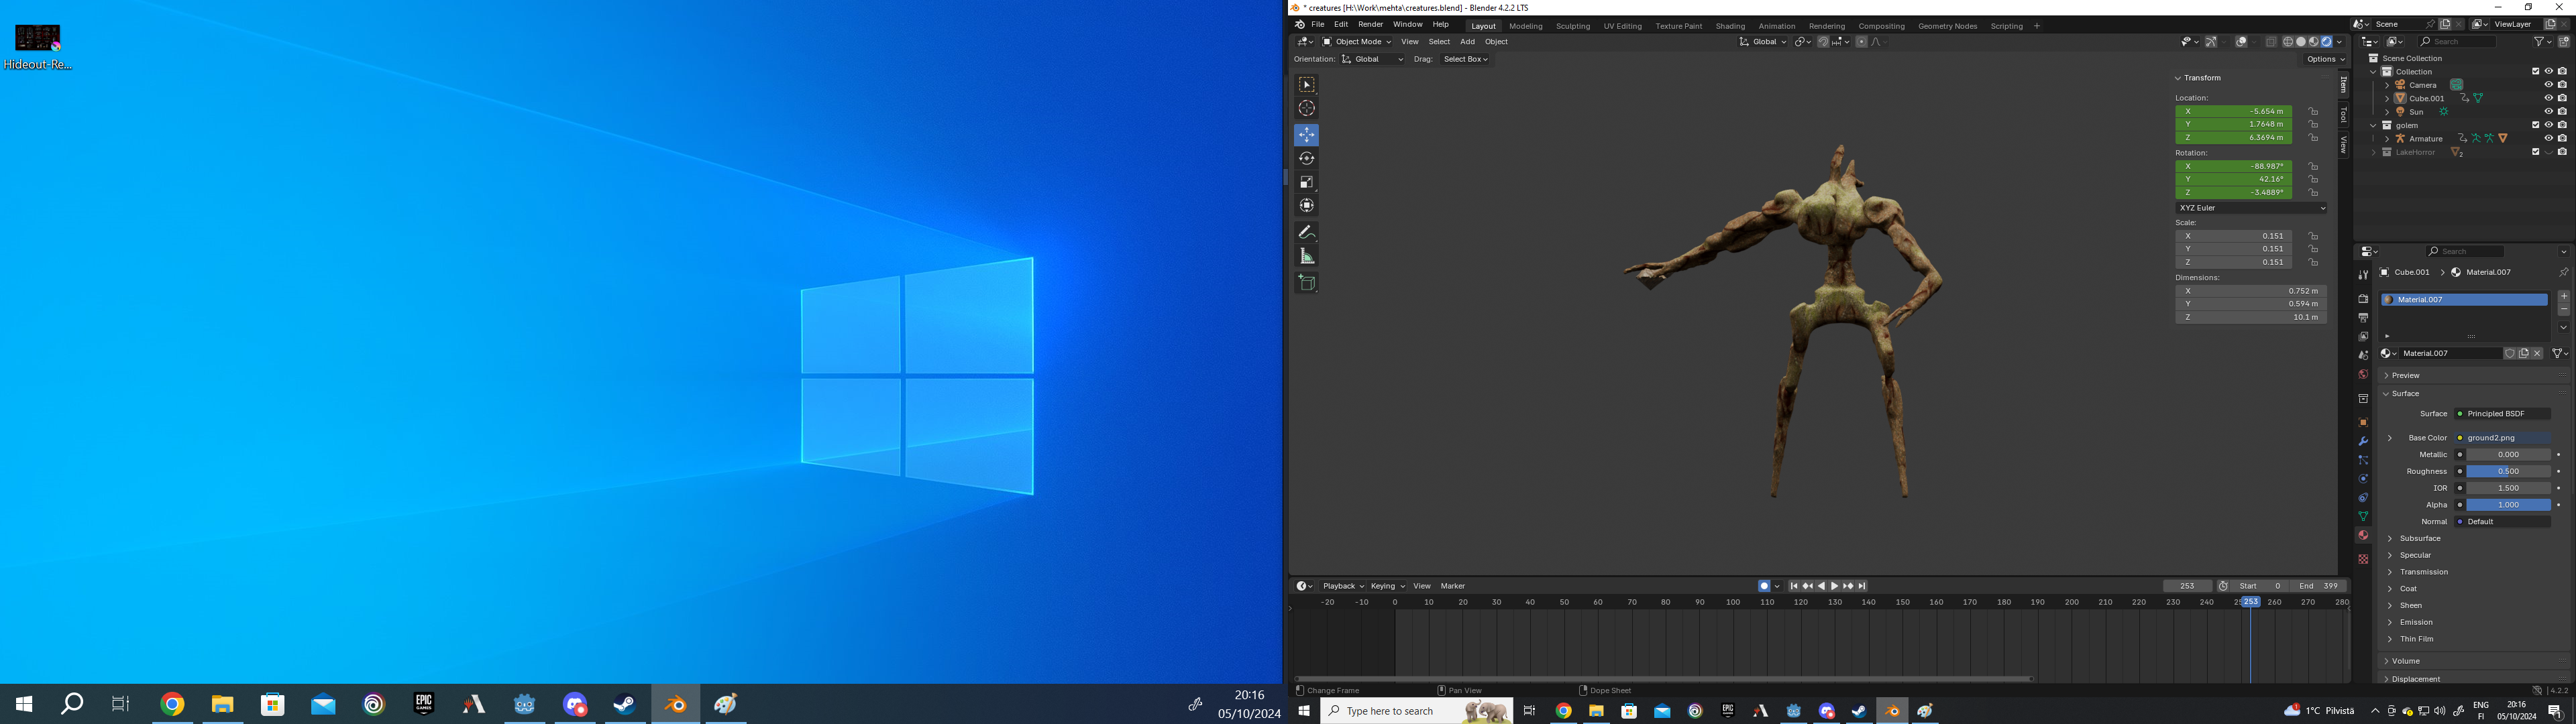 Hideout-Re...
20:16
05/10/2024
* creatures [H:\Work\mehta\creatures.blend] - Blender 4.2.2 LTS
File Edit Render Window Help Layout Modeling Sculpting UV Editing Texture Paint Shading Animation Rendering Compositing Geometry Nodes Scripting + Scene ViewLayer
Object Mode View Select Add Object Global Search
Orientation: Global Drag: Select Box Options
Item
Tool
View
Transform
Location:
X -5.654 m
Y 1.7648 m
Z 6.3694 m
Rotation:
X -88.987°
Y 42.16°
Z -3.4889°
XYZ Euler
Scale:
X 0.151
Y 0.151
Z 0.151
Dimensions:
X 0.752 m
Y 0.594 m
Z 10.1 m
Scene Collection
Collection
Camera
Cube.001
Sun
golem
Armature
LakeHorror 2
Search
Cube.001 > Material.007
Material.007
Material.007
Preview
Surface
Surface Principled BSDF
Base Color ground2.png
Metallic 0.000
Roughness 0.500
IOR 1.500
Alpha 1.000
Normal Default
Subsurface
Specular
Transmission
Coat
Sheen
Emission
Thin Film
Volume
Displacement
Playback Keying View Marker 253 Start 0 End 399
-20 -10 0 10 20 30 40 50 60 70 80 90 100 110 120 130 140 150 160 170 180 190 200 210 220 230 240 253 260 270 280
Change Frame Pan View Dope Sheet 4.2.2
EPIC GAMES
Type here to search
EPIC GAMES
1°C Pilvistä
ENG
FI
20:16
05/10/2024